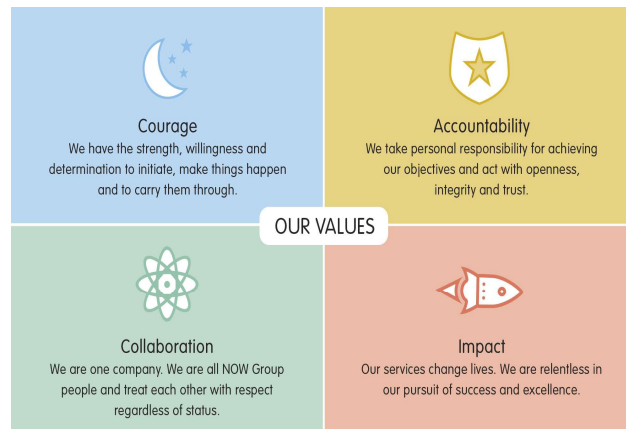 Courage
We have the strength, willingness and
determination to initiate, make things happen
and to carry them through.
Accountability
We take personal responsibility for achieving
our objectives and act with openness,
integrity and trust.
OUR VALUES
Collaboration
We are one company. We are all NOW Group
people and treat each other with respect
regardless of status.
Impact
Our services change lives. We are relentless in
our pursuit of success and excellence.